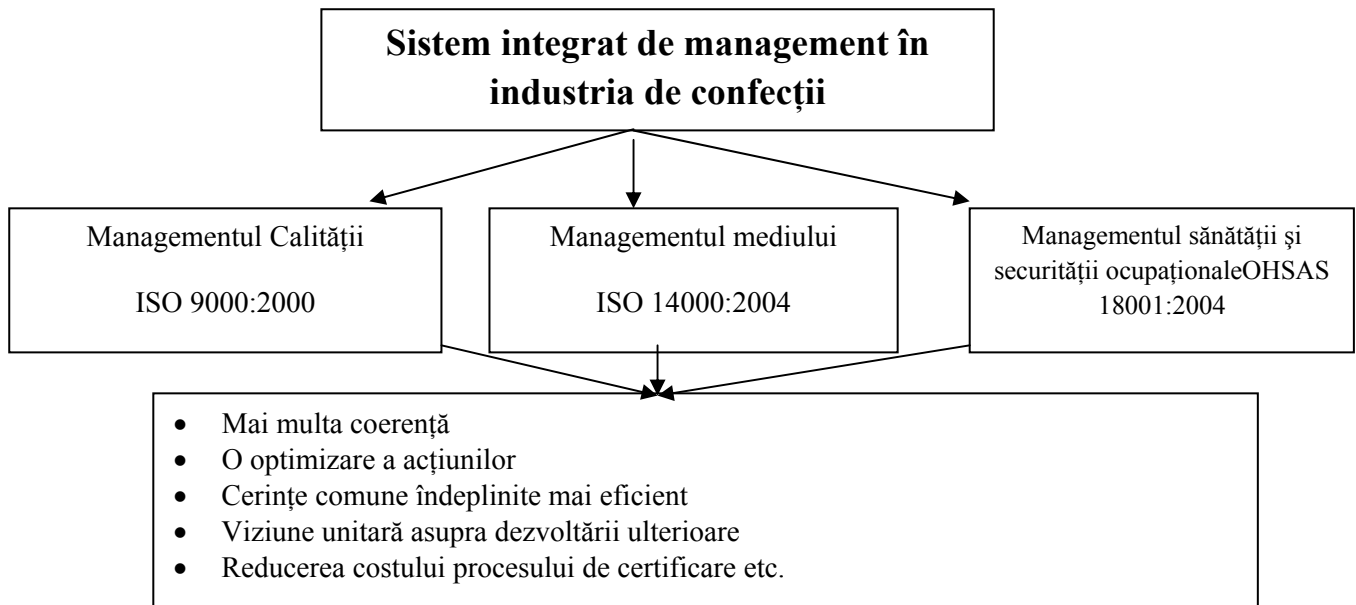 Sistem integrat de management în
industria de confecții
Managementul Calității
ISO 9000:2000
Managementul mediului
ISO 14000:2004
Managementul sănătății şi
securității ocupaționaleOHSAS
18001:2004
• Mai multa coerență
• O optimizare a acțiunilor
• Cerințe comune îndeplinite mai eficient
• Viziune unitară asupra dezvoltării ulterioare
• Reducerea costului procesului de certificare etc.